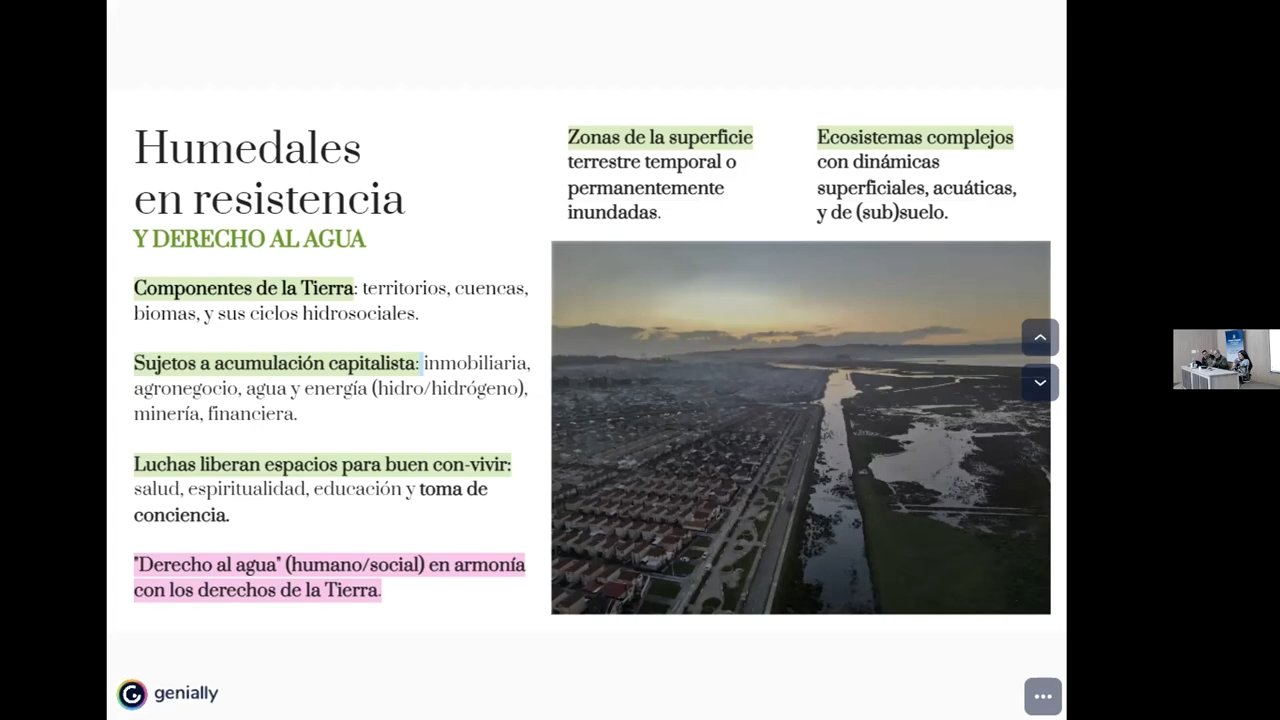 Humedales
en resistencia
Y DERECHO AL AGUA
Componentes de la Tierra: territorios, cuencas,
biomas, y sus ciclos hidrosociales.
Sujetos a acumulación capitalista: inmobiliaria,
agronegocio, agua y energía (hidro/hidrógeno),
minería, financiera.
Luchas liberan espacios para buen con-vivir:
salud, espiritualidad, educación y toma de
conciencia.
"Derecho al agua" (humano/social) en armonía
con los derechos de la Tierra.
Zonas de la superficie
terrestre temporal o
permanentemente
inundadas.
Ecosistemas complejos
con dinámicas
superficiales, acuáticas,
y de (sub)suelo.
genially